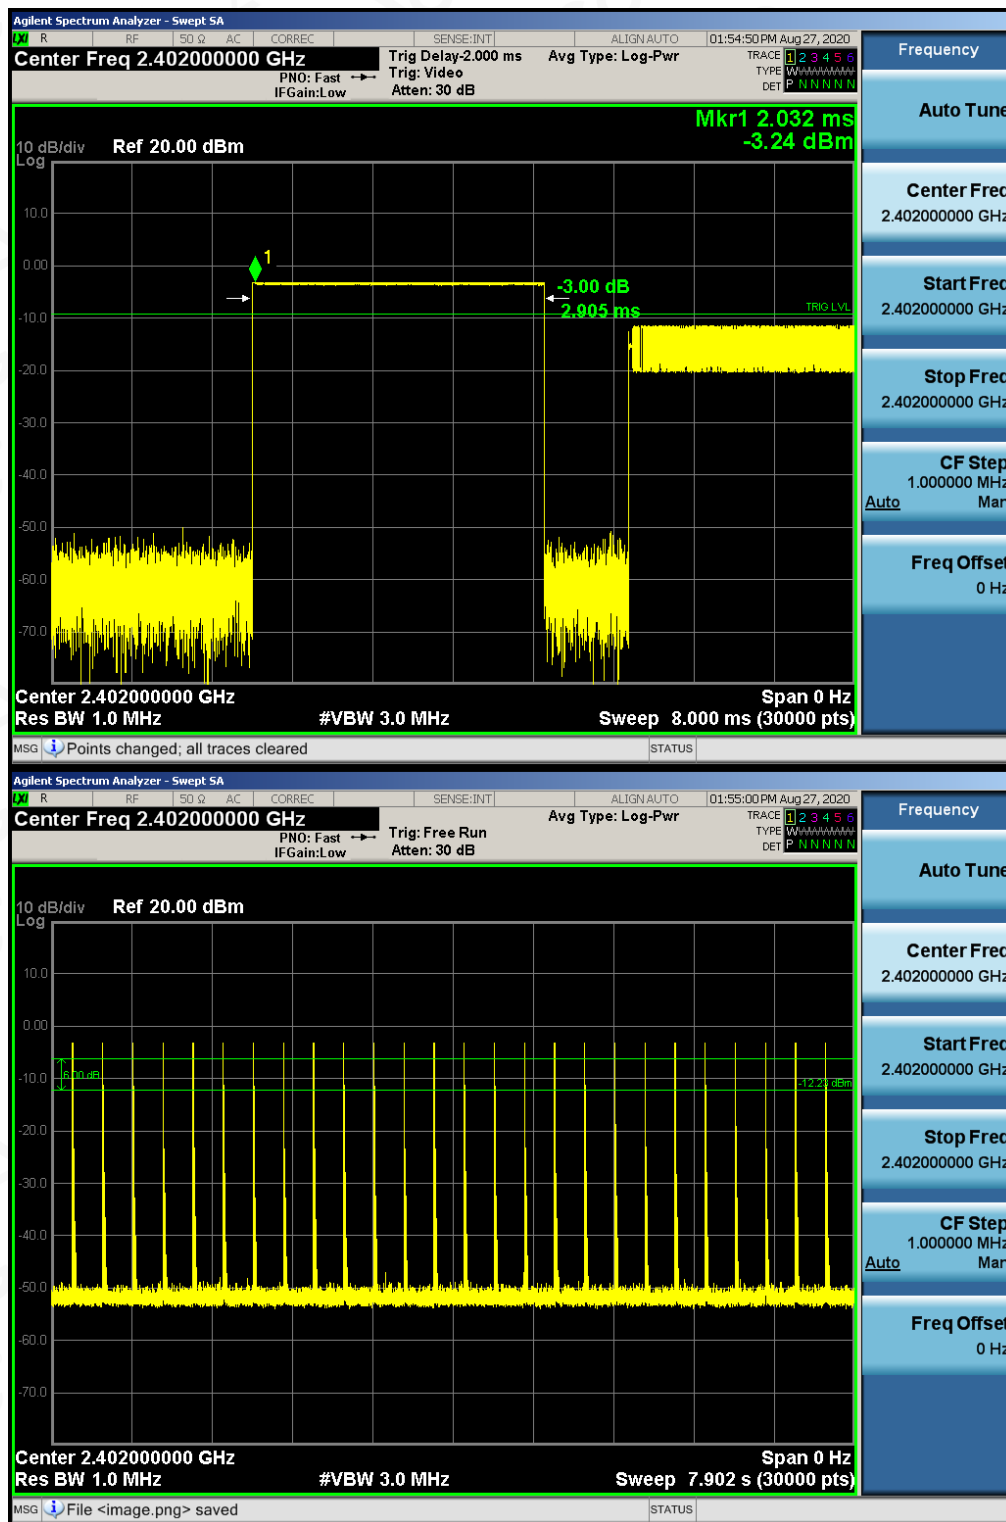 Agilent Spectrum Analyzer - Swept SA
LXI R RF 50 Ω AC CORREC SENSE:INT ALIGN AUTO 01:54:50 PM Aug 27, 2020
Center Freq 2.402000000 GHz
PNO: Fast
IFGain:Low
Trig Delay-2.000 ms
Trig: Video
Atten: 30 dB
Avg Type: Log-Pwr
TRACE 1 2 3 4 5 6
TYPE W
DET P N N N N N
Mkr1 2.032 ms
-3.24 dBm
10 dB/div Ref 20.00 dBm
Log
10.0
0.00
-10.0
-20.0
-30.0
-40.0
-50.0
-60.0
-70.0
1
-3.00 dB
2.905 ms
TRIG LVL
Center 2.402000000 GHz Span 0 Hz
Res BW 1.0 MHz #VBW 3.0 MHz Sweep 8.000 ms (30000 pts)
MSG Points changed; all traces cleared STATUS
Frequency
Auto Tune
Center Freq
2.402000000 GHz
Start Freq
2.402000000 GHz
Stop Freq
2.402000000 GHz
CF Step
1.000000 MHz
Auto Man
Freq Offset
0 Hz
Agilent Spectrum Analyzer - Swept SA
LXI R RF 50 Ω AC CORREC SENSE:INT ALIGN AUTO 01:55:00 PM Aug 27, 2020
Center Freq 2.402000000 GHz
PNO: Fast
IFGain:Low
Trig: Free Run
Atten: 30 dB
Avg Type: Log-Pwr
TRACE 1 2 3 4 5 6
TYPE W
DET P N N N N N
10 dB/div Ref 20.00 dBm
Log
10.0
0.00
-10.0
-20.0
-30.0
-40.0
-50.0
-60.0
-70.0
6.00 dB
-12.23 dBm
Center 2.402000000 GHz Span 0 Hz
Res BW 1.0 MHz #VBW 3.0 MHz Sweep 7.902 s (30000 pts)
MSG File <image.png> saved STATUS
Frequency
Auto Tune
Center Freq
2.402000000 GHz
Start Freq
2.402000000 GHz
Stop Freq
2.402000000 GHz
CF Step
1.000000 MHz
Auto Man
Freq Offset
0 Hz